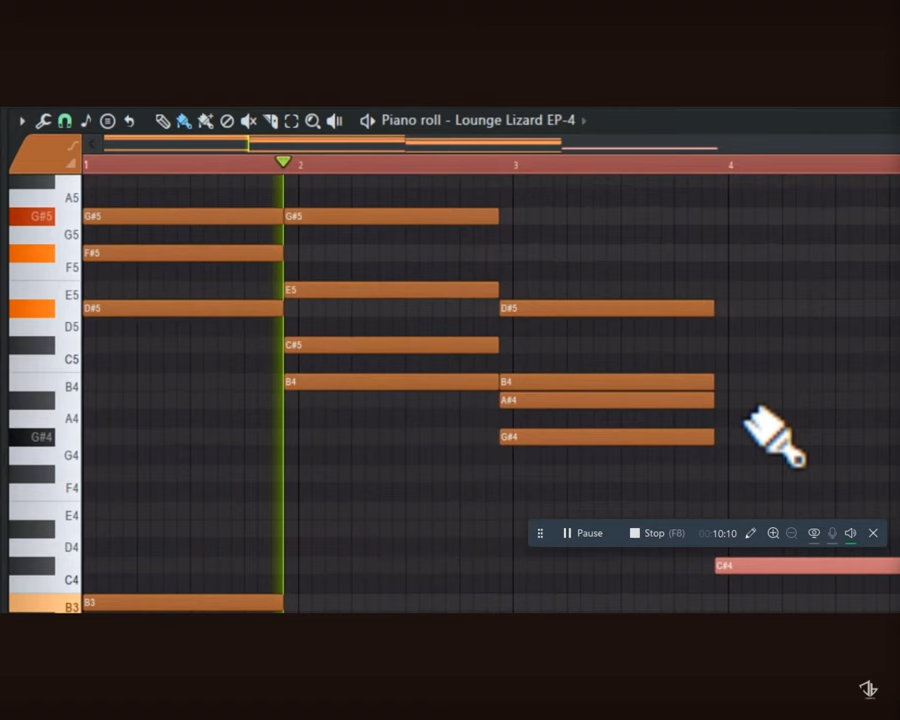 Piano roll - Lounge Lizard EP-4
1 2 3 4
A5
G#5 G#5 G#5
G5
F#5
F5
E5 E5
D#5 D#5
D5
C#5
C5
B4 B4 B4
A#4
A4
G#4 G#4
G4
F4
E4
Pause Stop (F8) 00:10:10
D4
C#4
C4
B3 B3